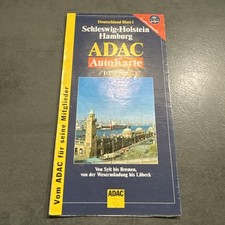 Deutschland Blatt 1
Schleswig-Holstein
Hamburg
ADAC
AutoKarte
Vom ADAC für seine Mitglieder
Von Sylt bis Bremen,
von der Wesermündung bis Lübeck
ADAC